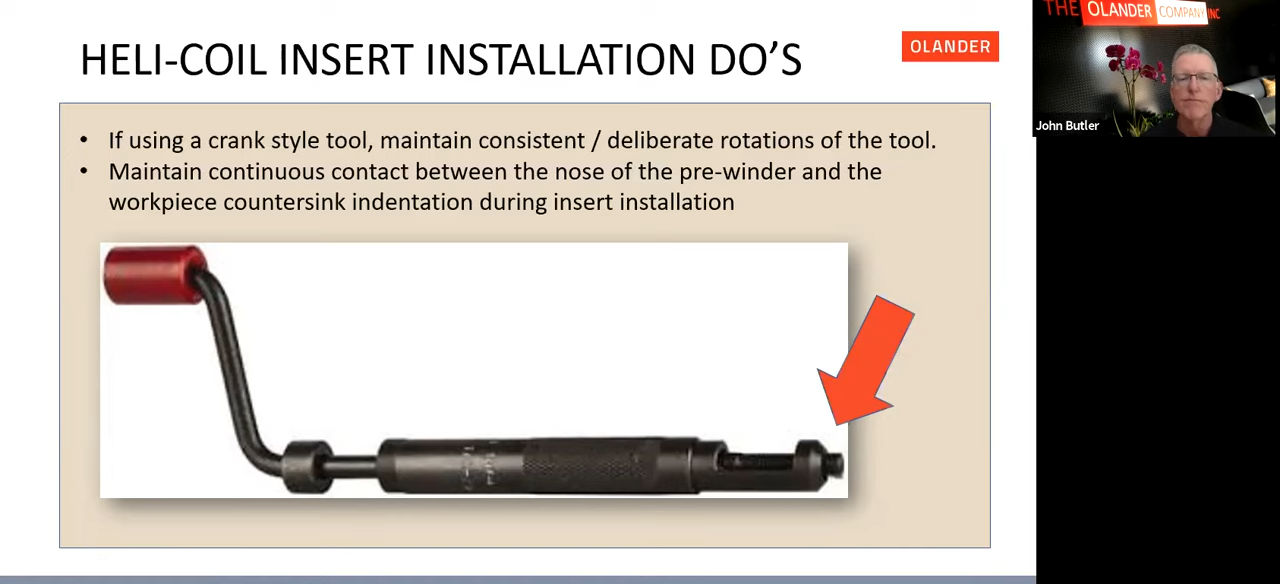 HELI-COIL INSERT INSTALLATION DO'S
OLANDER
• If using a crank style tool, maintain consistent / deliberate rotations of the tool.
• Maintain continuous contact between the nose of the pre-winder and the
workpiece countersink indentation during insert installation
THE OLANDER COMPANY INC
John Butler